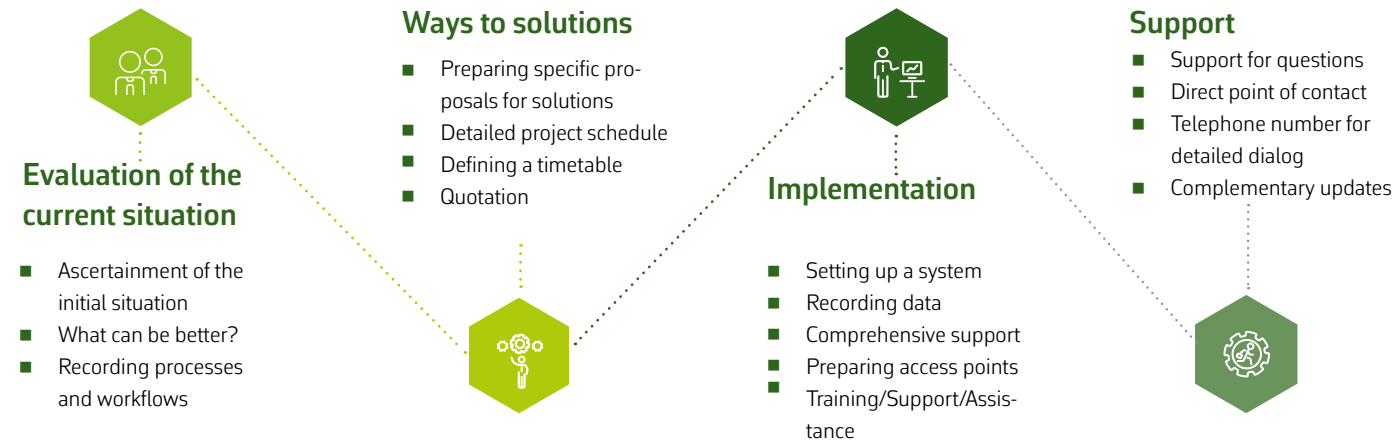 Evaluation of the
current situation
Ascertainment of the
initial situation
What can be better?
Recording processes
and workflows
Ways to solutions
Preparing specific pro-
posals for solutions
Detailed project schedule
Defining a timetable
Quotation
Implementation
Setting up a system
Recording data
Comprehensive support
Preparing access points
Training/Support/Assis-
tance
Support
Support for questions
Direct point of contact
Telephone number for
detailed dialog
Complementary updates